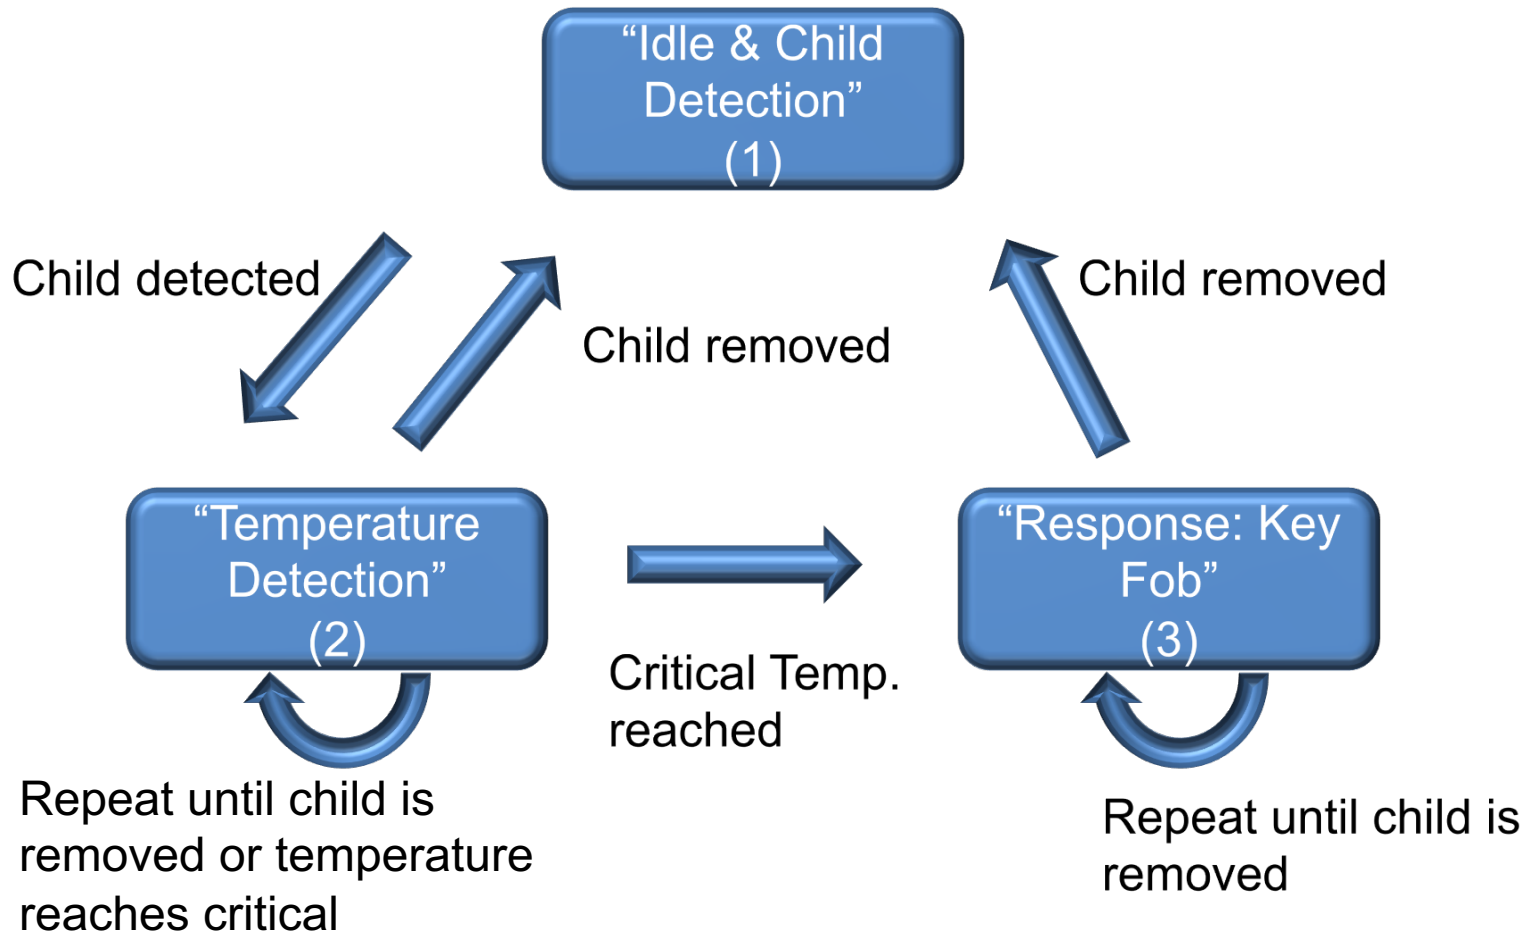 “Idle & Child
Detection”
(1)
Child detected
Child removed
Child removed
“Temperature
Detection”
(2)
“Response: Key
Fob”
(3)
Critical Temp.
reached
Repeat until child is
removed or temperature
reaches critical
Repeat until child is
removed